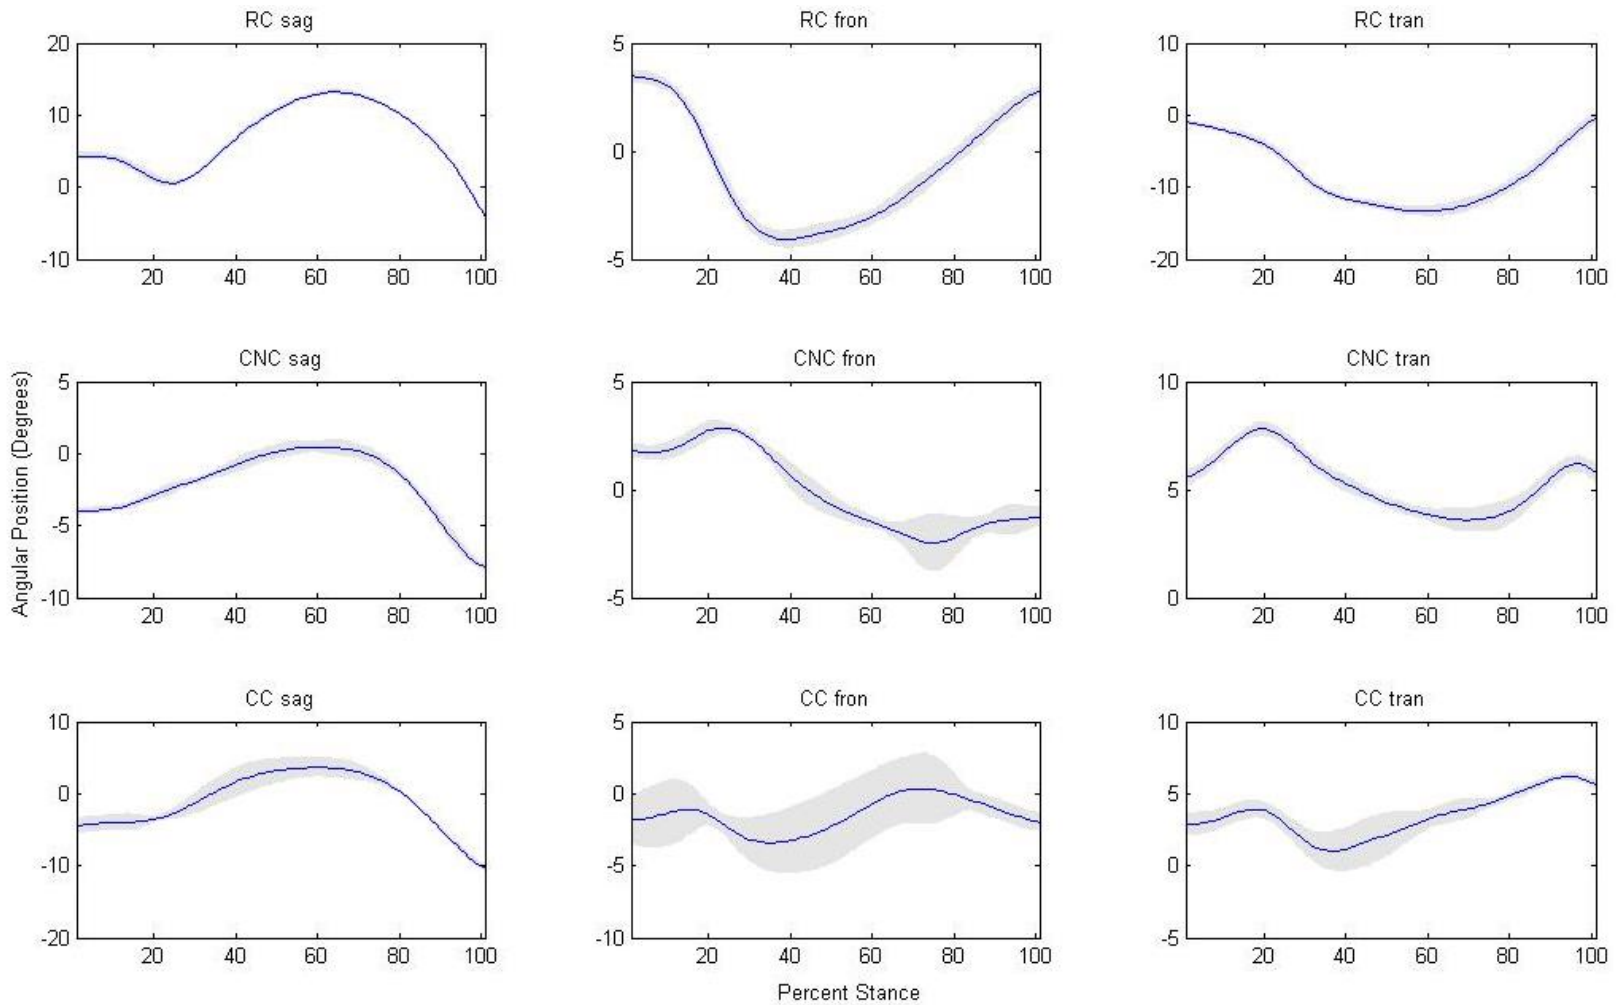 RC sag
RC fron
RC tran
20
10
0
-10
20 40 60 80 100
5
0
-5
20 40 60 80 100
10
0
-10
-20
20 40 60 80 100
Angular Position (Degrees)
CNC sag
CNC fron
CNC tran
5
0
-5
-10
20 40 60 80 100
5
0
-5
20 40 60 80 100
10
5
0
20 40 60 80 100
CC sag
CC fron
CC tran
10
0
-10
-20
20 40 60 80 100
5
0
-5
-10
20 40 60 80 100
10
5
0
-5
20 40 60 80 100
Percent Stance